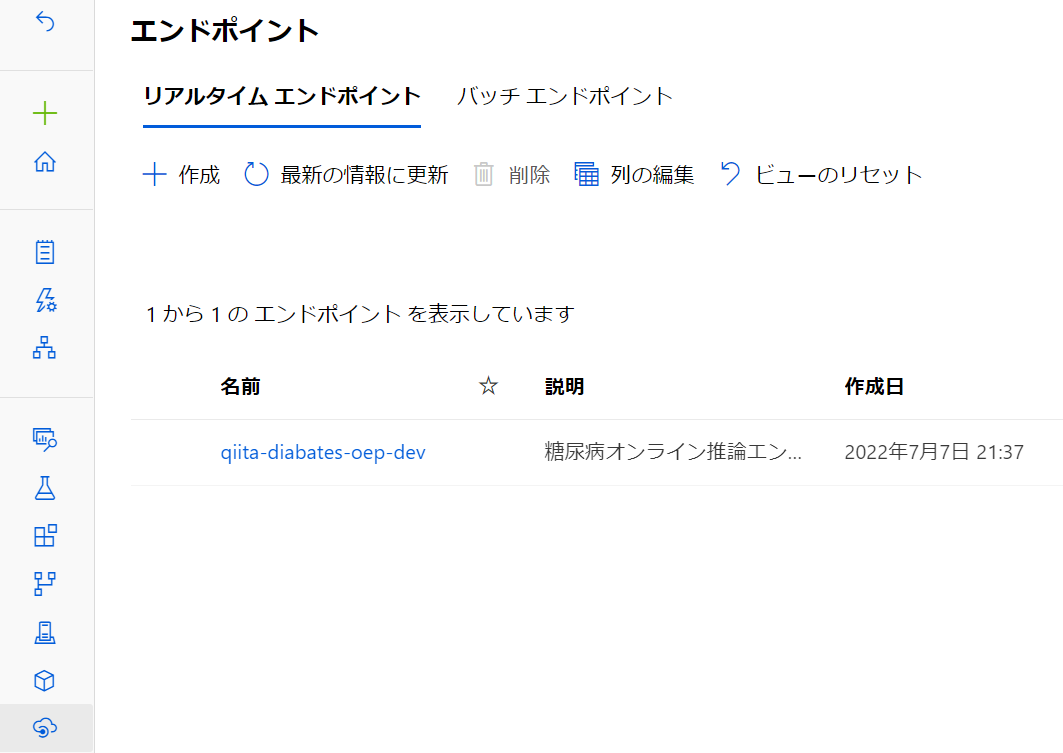 エンドポイント
リアルタイム エンドポイント バッチ エンドポイント
作成 最新の情報に更新 削除 列の編集 ビューのリセット
1 から 1 の エンドポイント を表示しています
名前 説明 作成日
qiita-diabates-oep-dev 糖尿病オンライン推論エン... 2022年7月7日 21:37